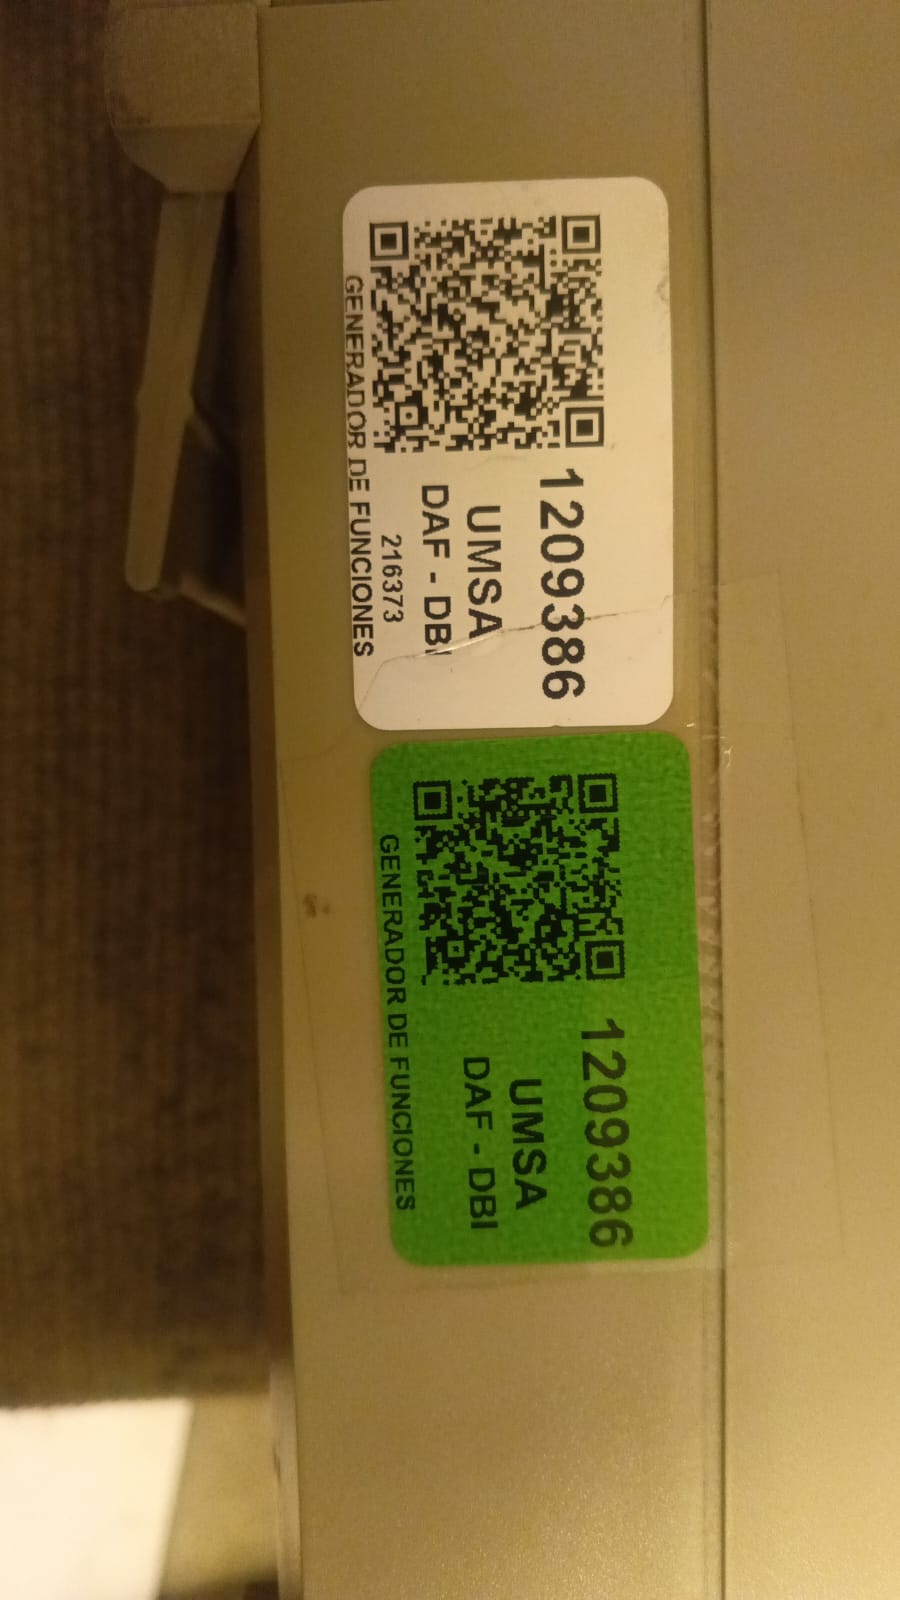 1209386
UMSA
DAF - DBI
216373
GENERADOR DE FUNCIONES
1209386
UMSA
DAF - DBI
GENERADOR DE FUNCIONES